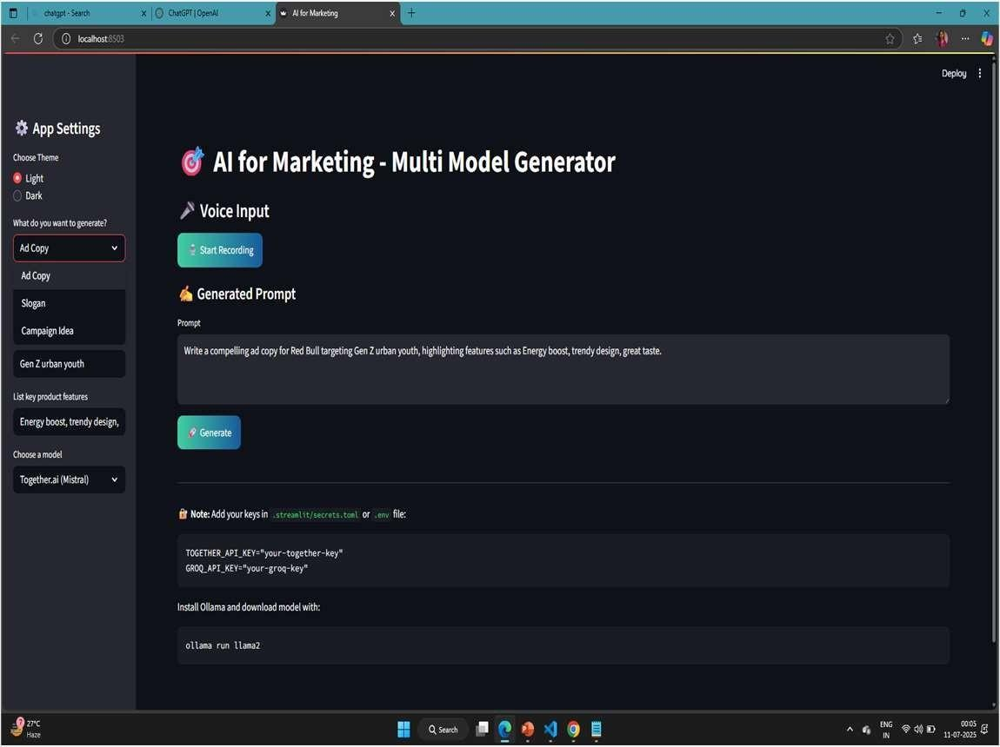 chatgpt - Search
ChatGPT | OpenAI
AI for Marketing
localhost:8503
Deploy
App Settings
Choose Theme
Light
Dark
What do you want to generate?
Ad Copy
Ad Copy
Slogan
Campaign Idea
Gen Z urban youth
List key product features
Energy boost, trendy design,
Choose a model
Together.ai (Mistral)
AI for Marketing - Multi Model Generator
Voice Input
Start Recording
Generated Prompt
Prompt
Write a compelling ad copy for Red Bull targeting Gen Z urban youth, highlighting features such as Energy boost, trendy design, great taste.
Generate
Note: Add your keys in .streamlit/secrets.toml or .env file:
TOGETHER_API_KEY="your-together-key"
GROQ_API_KEY="your-groq-key"
Install Ollama and download model with:
ollama run llama2
27°C
Haze
Search
ENG
IN
00:05
11-07-2025